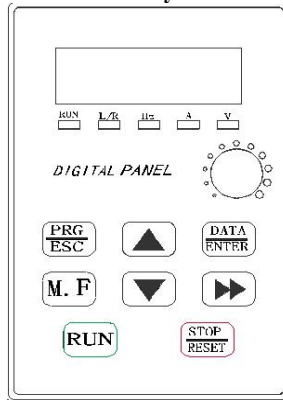 RUN L/R Hz A V
DIGITAL PANEL
PRG DATA
ESC ENTER
M.F
RUN STOP
RESET